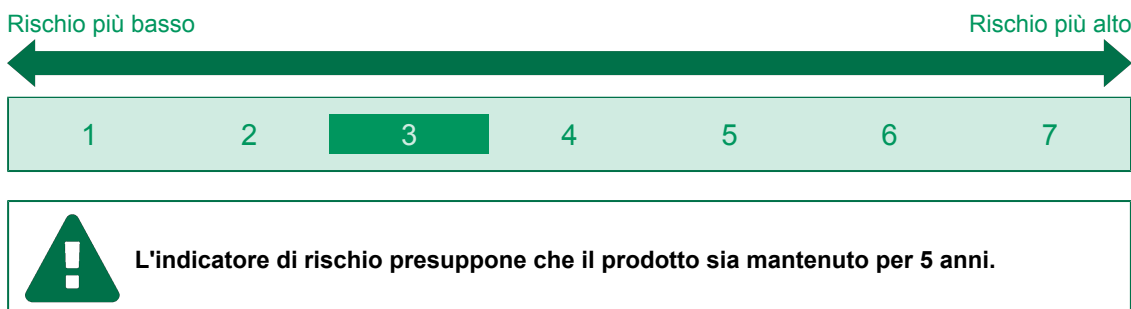 Rischio più basso Rischio più alto
1 2 3 4 5 6 7
L'indicatore di rischio presuppone che il prodotto sia mantenuto per 5 anni.